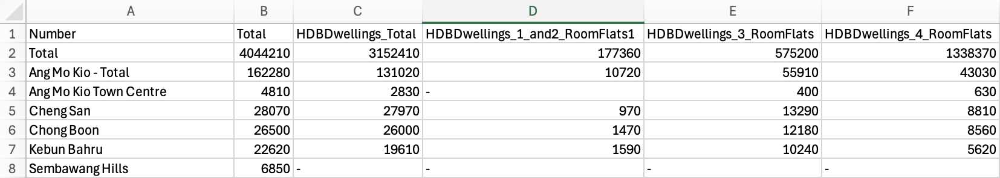 A B C D E F
1 Number Total HDBDwellings_Total HDBDwellings_1_and2_RoomFlats1 HDBDwellings_3_RoomFlats HDBDwellings_4_RoomFlats
2 Total 4044210 3152410 177360 575200 1338370
3 Ang Mo Kio - Total 162280 131020 10720 55910 43030
4 Ang Mo Kio Town Centre 4810 2830 - 400 630
5 Cheng San 28070 27970 970 13290 8810
6 Chong Boon 26500 26000 1470 12180 8560
7 Kebun Bahru 22620 19610 1590 10240 5620
8 Sembawang Hills 6850 - - - -